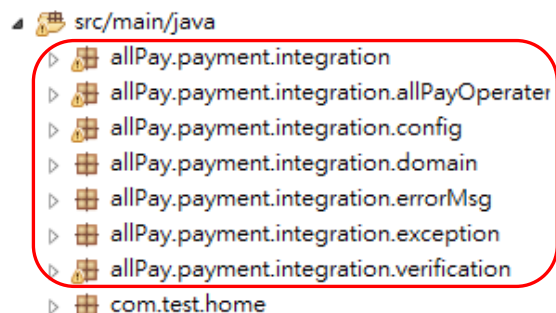 src/main/java
allPay.payment.integration
allPay.payment.integration.allPayOperater
allPay.payment.integration.config
allPay.payment.integration.domain
allPay.payment.integration.errorMsg
allPay.payment.integration.exception
allPay.payment.integration.verification
com.test.home